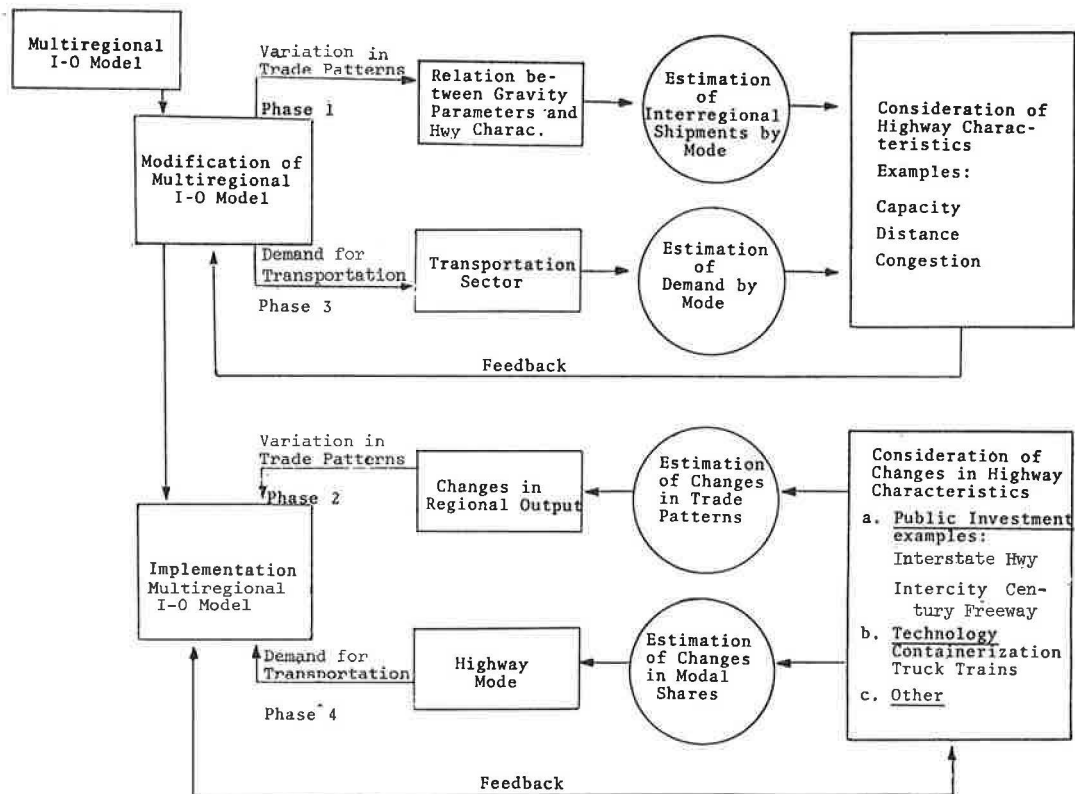 Multiregional
I-O Model
Variation in
Trade Patterns
Phase 1
Relation be-
tween Gravity
Parameters and
Hwy Charac.
Estimation
of
Interregional
Shipments by
Mode
Consideration of
Highway Charac-
teristics
Examples:
Capacity
Distance
Congestion
Modification of
Multiregional
I-O Model
Demand for
Transportation
Phase 3
Transportation
Sector
Estimation
of
Demand by
Mode
Feedback
Variation in
Trade Patterns
Phase 2
Changes in
Regional Output
Estimation
of Changes
in Trade
Patterns
Consideration of
Changes in Highway
Characteristics
a. Public Investment
examples:
Interstate Hwy
Intercity Cen-
tury Freeway
b. Technology
Containerization
Truck Trains
c. Other
Implementation
Multiregional
I-O Model
Demand for
Transportation
Phase 4
Highway
Mode
Estimation
of Changes
in Modal
Shares
Feedback